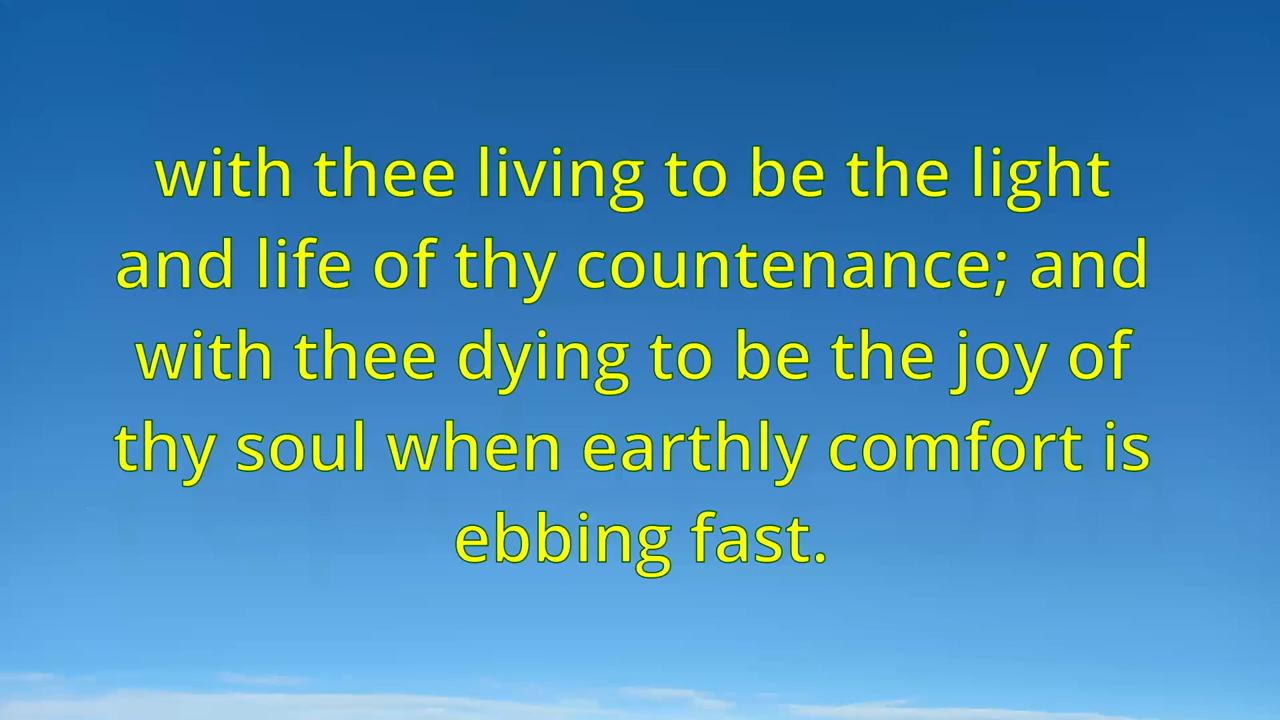 with thee living to be the light
and life of thy countenance; and
with thee dying to be the joy of
thy soul when earthly comfort is
ebbing fast.